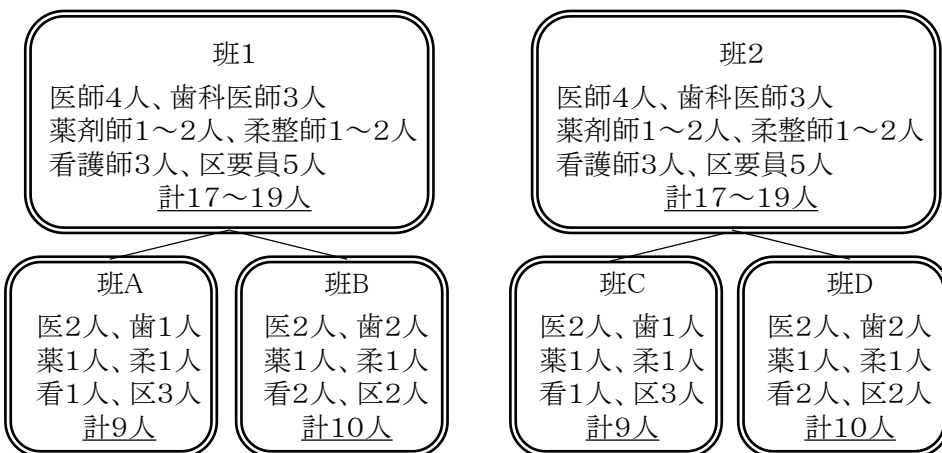 班1
医師4人、歯科医師3人
薬剤師1～2人、柔整師1～2人
看護師3人、区要員5人
計17～19人
班2
医師4人、歯科医師3人
薬剤師1～2人、柔整師1～2人
看護師3人、区要員5人
計17～19人
班A
医2人、歯1人
薬1人、柔1人
看1人、区3人
計9人
班B
医2人、歯2人
薬1人、柔1人
看2人、区2人
計10人
班C
医2人、歯1人
薬1人、柔1人
看1人、区3人
計9人
班D
医2人、歯2人
薬1人、柔1人
看2人、区2人
計10人